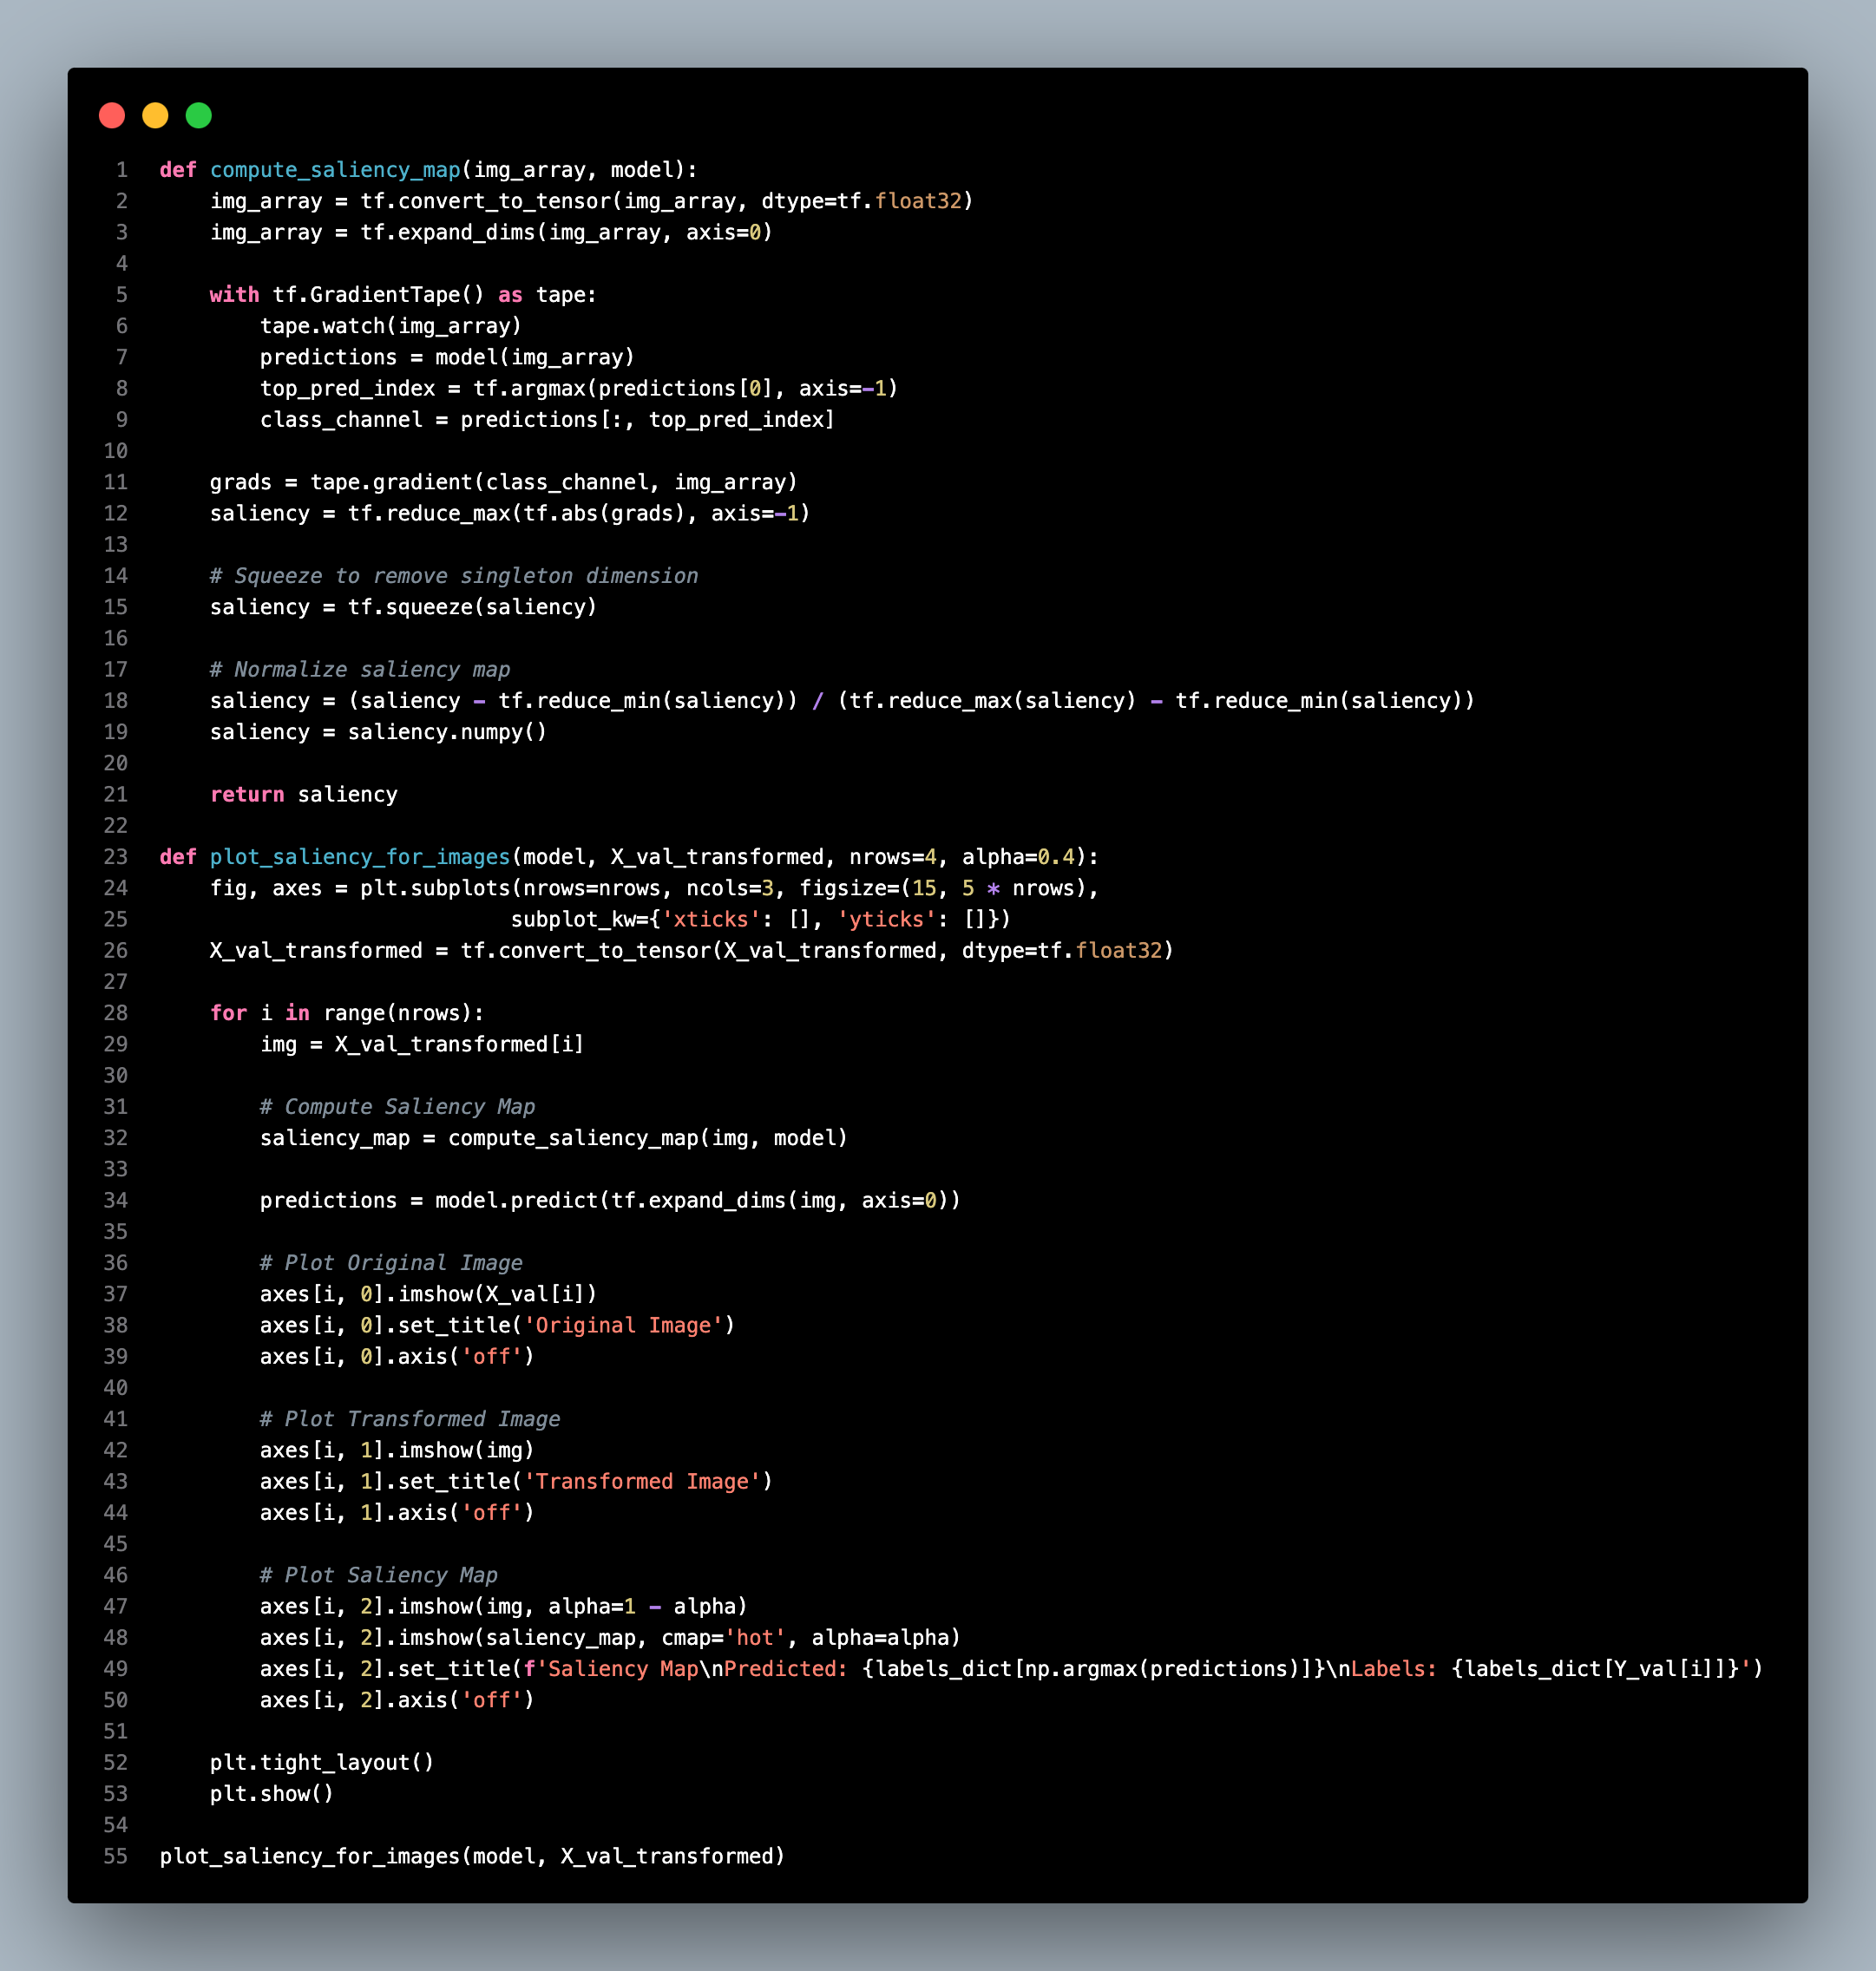 1 def compute_saliency_map(img_array, model):
2     img_array = tf.convert_to_tensor(img_array, dtype=tf.float32)
3     img_array = tf.expand_dims(img_array, axis=0)
4
5     with tf.GradientTape() as tape:
6         tape.watch(img_array)
7         predictions = model(img_array)
8         top_pred_index = tf.argmax(predictions[0], axis=-1)
9         class_channel = predictions[:, top_pred_index]
10
11     grads = tape.gradient(class_channel, img_array)
12     saliency = tf.reduce_max(tf.abs(grads), axis=-1)
13
14     # Squeeze to remove singleton dimension
15     saliency = tf.squeeze(saliency)
16
17     # Normalize saliency map
18     saliency = (saliency - tf.reduce_min(saliency)) / (tf.reduce_max(saliency) - tf.reduce_min(saliency))
19     saliency = saliency.numpy()
20
21     return saliency
22
23 def plot_saliency_for_images(model, X_val_transformed, nrows=4, alpha=0.4):
24     fig, axes = plt.subplots(nrows=nrows, ncols=3, figsize=(15, 5 * nrows),
25                             subplot_kw={'xticks': [], 'yticks': []})
26     X_val_transformed = tf.convert_to_tensor(X_val_transformed, dtype=tf.float32)
27
28     for i in range(nrows):
29         img = X_val_transformed[i]
30
31         # Compute Saliency Map
32         saliency_map = compute_saliency_map(img, model)
33
34         predictions = model.predict(tf.expand_dims(img, axis=0))
35
36         # Plot Original Image
37         axes[i, 0].imshow(X_val[i])
38         axes[i, 0].set_title('Original Image')
39         axes[i, 0].axis('off')
40
41         # Plot Transformed Image
42         axes[i, 1].imshow(img)
43         axes[i, 1].set_title('Transformed Image')
44         axes[i, 1].axis('off')
45
46         # Plot Saliency Map
47         axes[i, 2].imshow(img, alpha=1 - alpha)
48         axes[i, 2].imshow(saliency_map, cmap='hot', alpha=alpha)
49         axes[i, 2].set_title(f'Saliency Map\nPredicted: {labels_dict[np.argmax(predictions)]}\nLabels: {labels_dict[Y_val[i]]}')
50         axes[i, 2].axis('off')
51
52     plt.tight_layout()
53     plt.show()
54
55 plot_saliency_for_images(model, X_val_transformed)